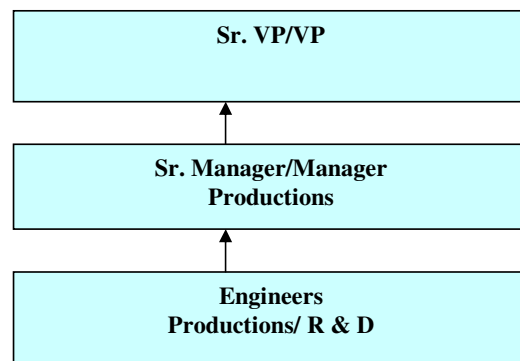 Sr. VP/VP
Sr. Manager/Manager
Productions
Engineers
Productions/ R & D